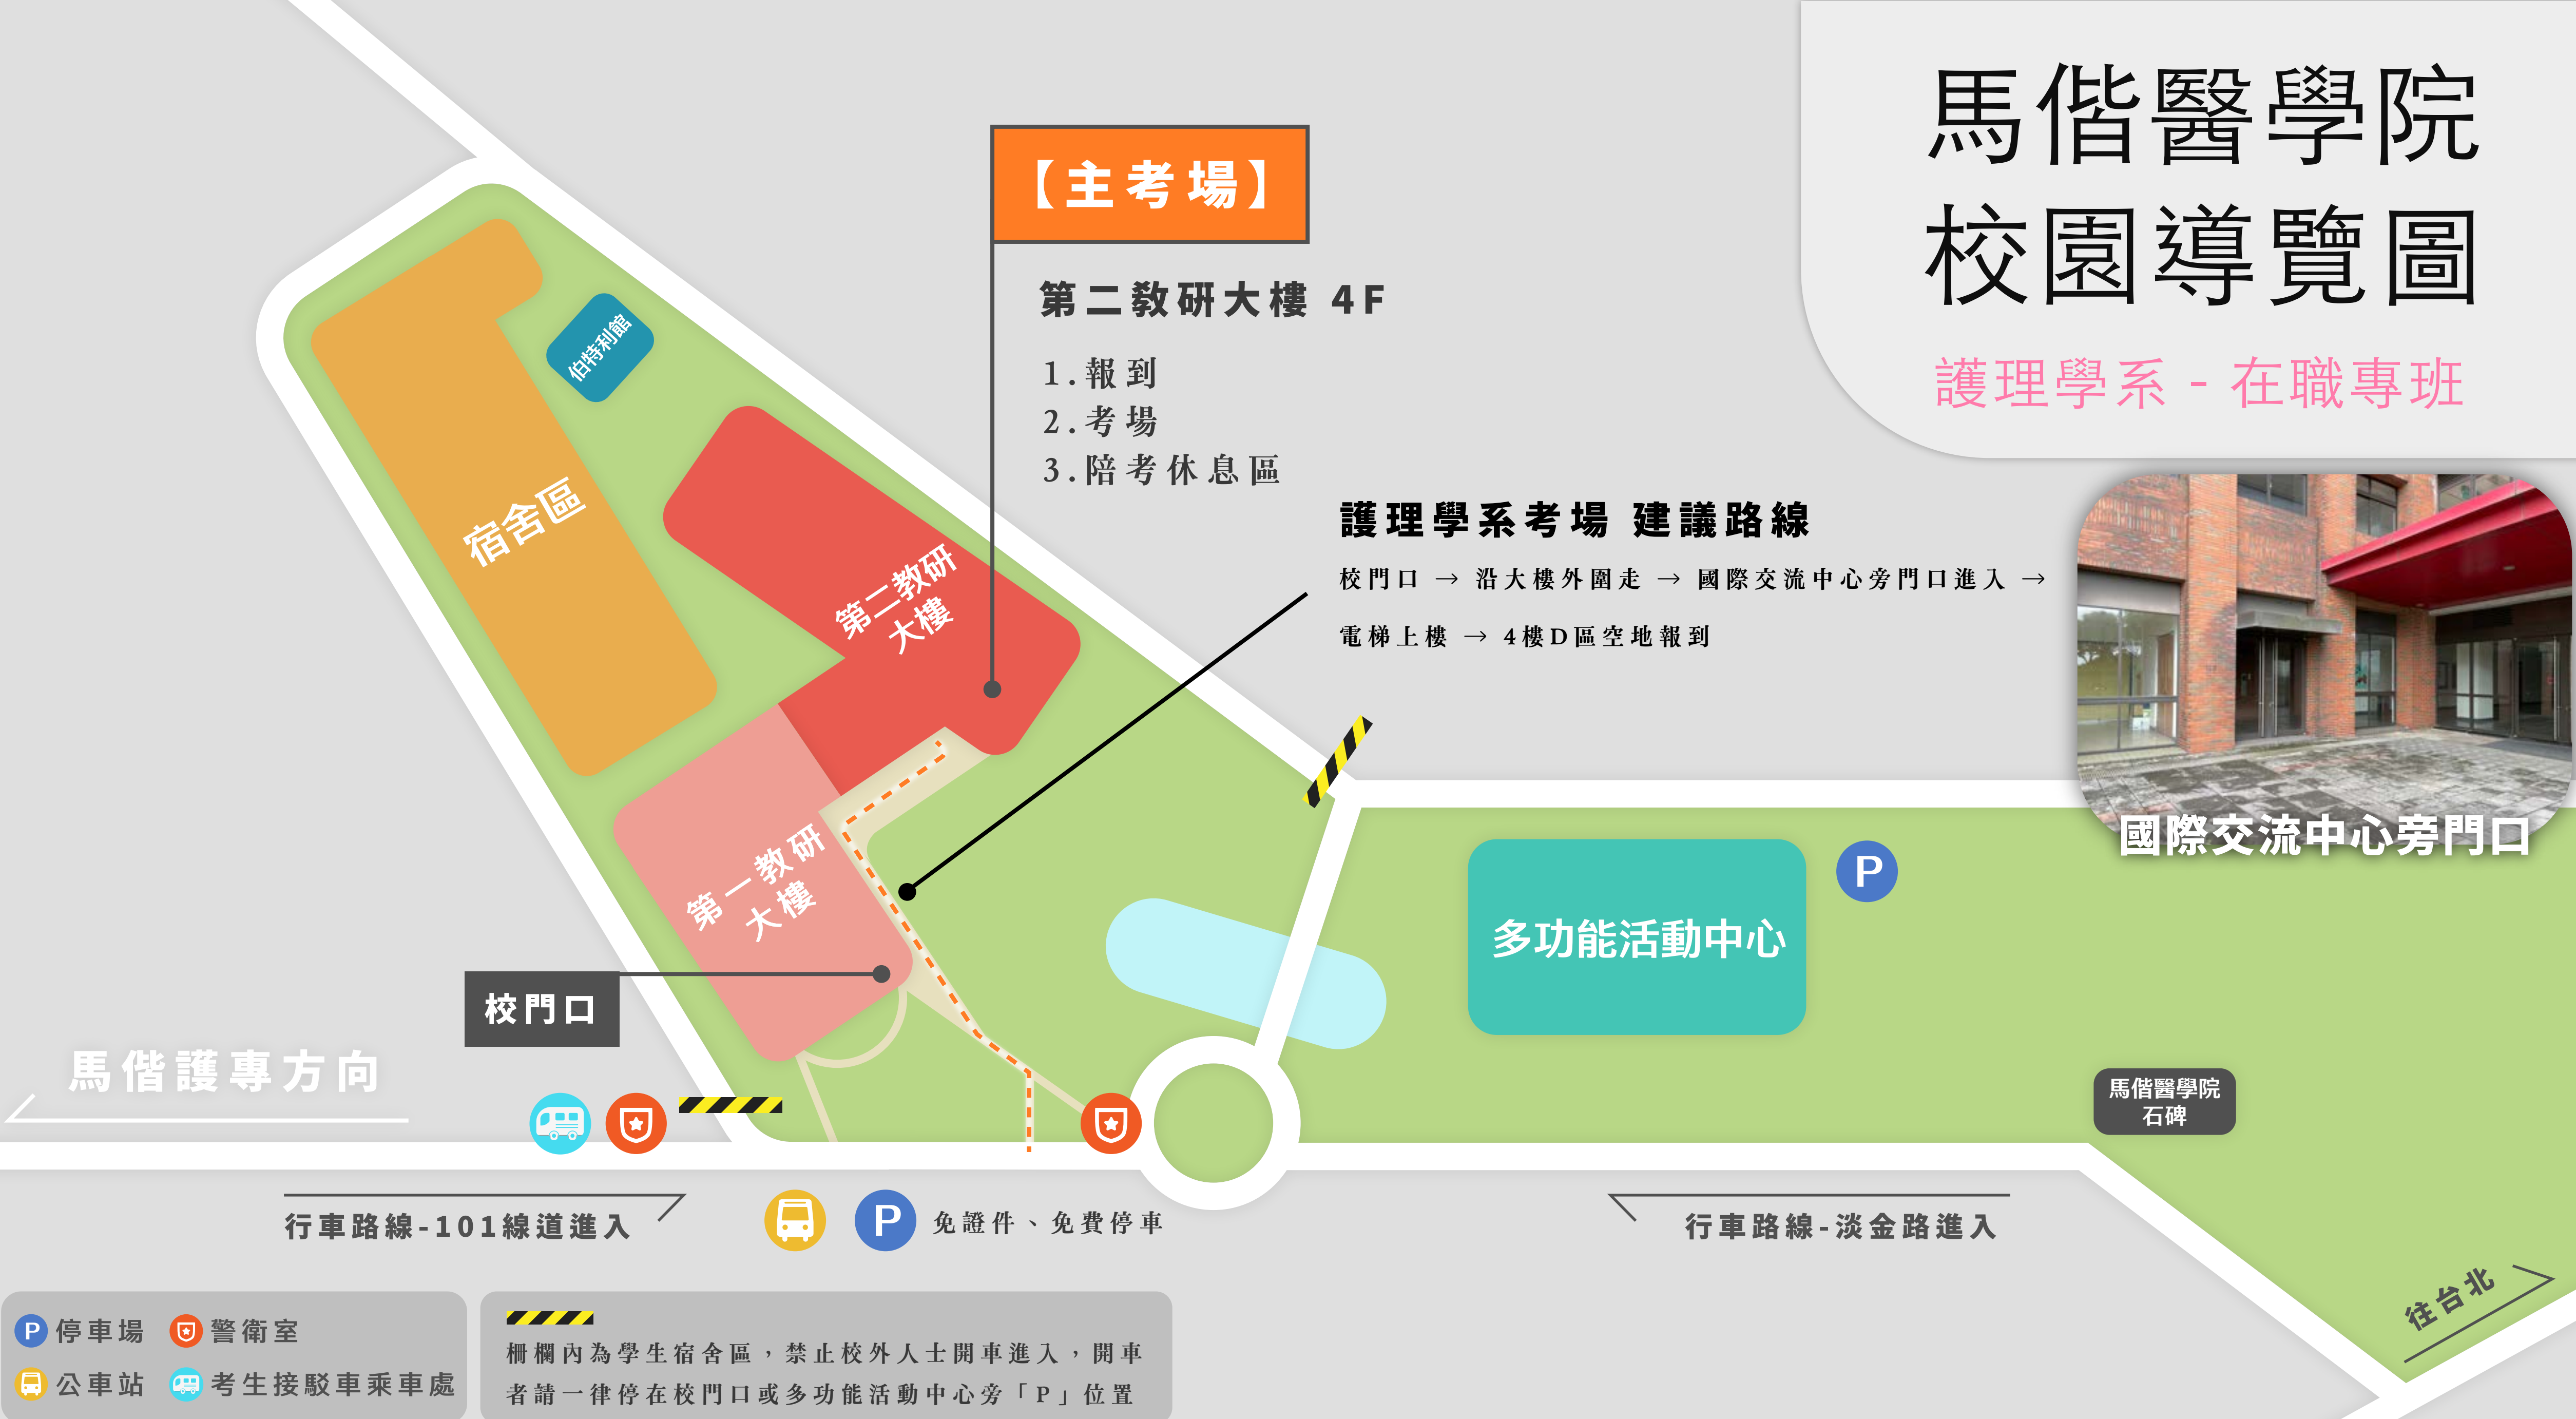 馬偕醫學院
校園導覽圖
護理學系-在職專班
【主考場】
第二教研大樓 4F
1.報到
2.考場
3.陪考休息區
護理學系考場 建議路線
校門口 → 沿大樓外圍走 → 國際交流中心旁門口進入 →
電梯上樓 → 4樓D區空地報到
國際交流中心旁門口
伯特利館
宿舍區
第二教研
大樓
第一教研
大樓
校門口
多功能活動中心
P
馬偕醫學院
石碑
馬偕護專方向
行車路線-101線道進入
P
免證件、免費停車
行車路線-淡金路進入
往台北
P 停車場
警衛室
公車站
考生接駁車乘車處
柵欄內為學生宿舍區，禁止校外人士開車進入，開車
者請一律停在校門口或多功能活動中心旁「P」位置